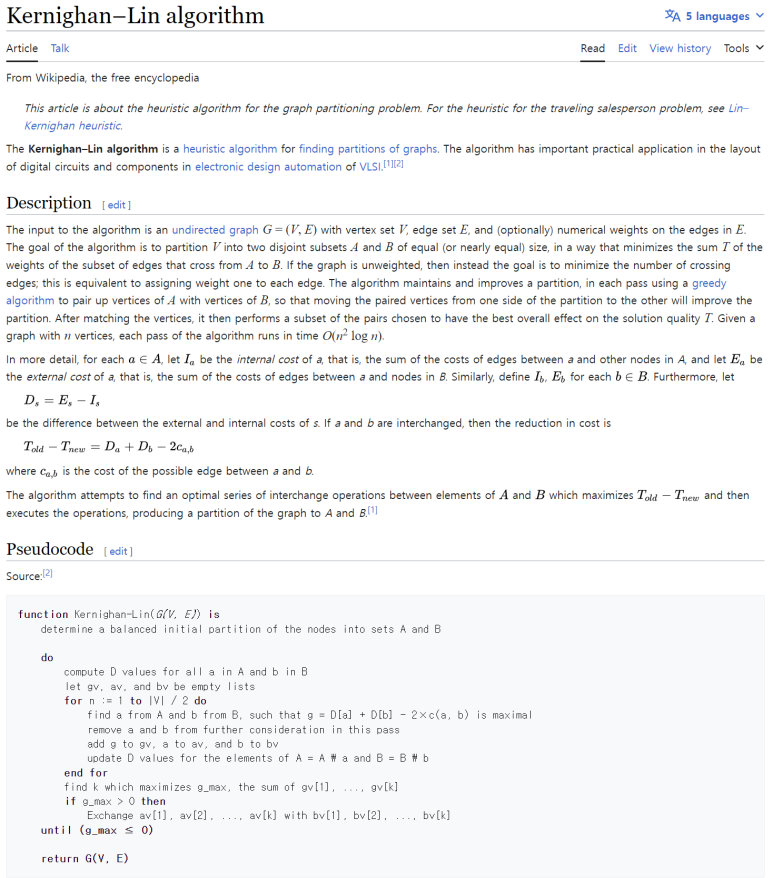 Kernighan–Lin algorithm
5 languages
Article Talk Read Edit View history Tools
From Wikipedia, the free encyclopedia
This article is about the heuristic algorithm for the graph partitioning problem. For the heuristic for the traveling salesperson problem, see Lin–
Kernighan heuristic.
The Kernighan–Lin algorithm is a heuristic algorithm for finding partitions of graphs. The algorithm has important practical application in the layout
of digital circuits and components in electronic design automation of VLSI.[1][2]
Description [ edit ]
The input to the algorithm is an undirected graph G = (V, E) with vertex set V, edge set E, and (optionally) numerical weights on the edges in E.
The goal of the algorithm is to partition V into two disjoint subsets A and B of equal (or nearly equal) size, in a way that minimizes the sum T of the
weights of the subset of edges that cross from A to B. If the graph is unweighted, then instead the goal is to minimize the number of crossing
edges; this is equivalent to assigning weight one to each edge. The algorithm maintains and improves a partition, in each pass using a greedy
algorithm to pair up vertices of A with vertices of B, so that moving the paired vertices from one side of the partition to the other will improve the
partition. After matching the vertices, it then performs a subset of the pairs chosen to have the best overall effect on the solution quality T. Given a
graph with n vertices, each pass of the algorithm runs in time O(n² log n).
In more detail, for each a ∈ A, let I_a be the internal cost of a, that is, the sum of the costs of edges between a and other nodes in A, and let E_a be
the external cost of a, that is, the sum of the costs of edges between a and nodes in B. Similarly, define I_b, E_b for each b ∈ B. Furthermore, let
D_s = E_s − I_s
be the difference between the external and internal costs of s. If a and b are interchanged, then the reduction in cost is
T_old − T_new = D_a + D_b − 2c_a,b
where c_a,b is the cost of the possible edge between a and b.
The algorithm attempts to find an optimal series of interchange operations between elements of A and B which maximizes T_old − T_new and then
executes the operations, producing a partition of the graph to A and B.[1]
Pseudocode [ edit ]
Source:[2]
function Kernighan-Lin(G(V, E)) is
determine a balanced initial partition of the nodes into sets A and B
do
compute D values for all a in A and b in B
let gv, av, and bv be empty lists
for n := 1 to |V| / 2 do
find a from A and b from B, such that g = D[a] + D[b] − 2×c(a, b) is maximal
remove a and b from further consideration in this pass
add g to gv, a to av, and b to bv
update D values for the elements of A = A ₩ a and B = B ₩ b
end for
find k which maximizes g_max, the sum of gv[1], ..., gv[k]
if g_max > 0 then
Exchange av[1], av[2], ..., av[k] with bv[1], bv[2], ..., bv[k]
until (g_max ≤ 0)
return G(V, E)